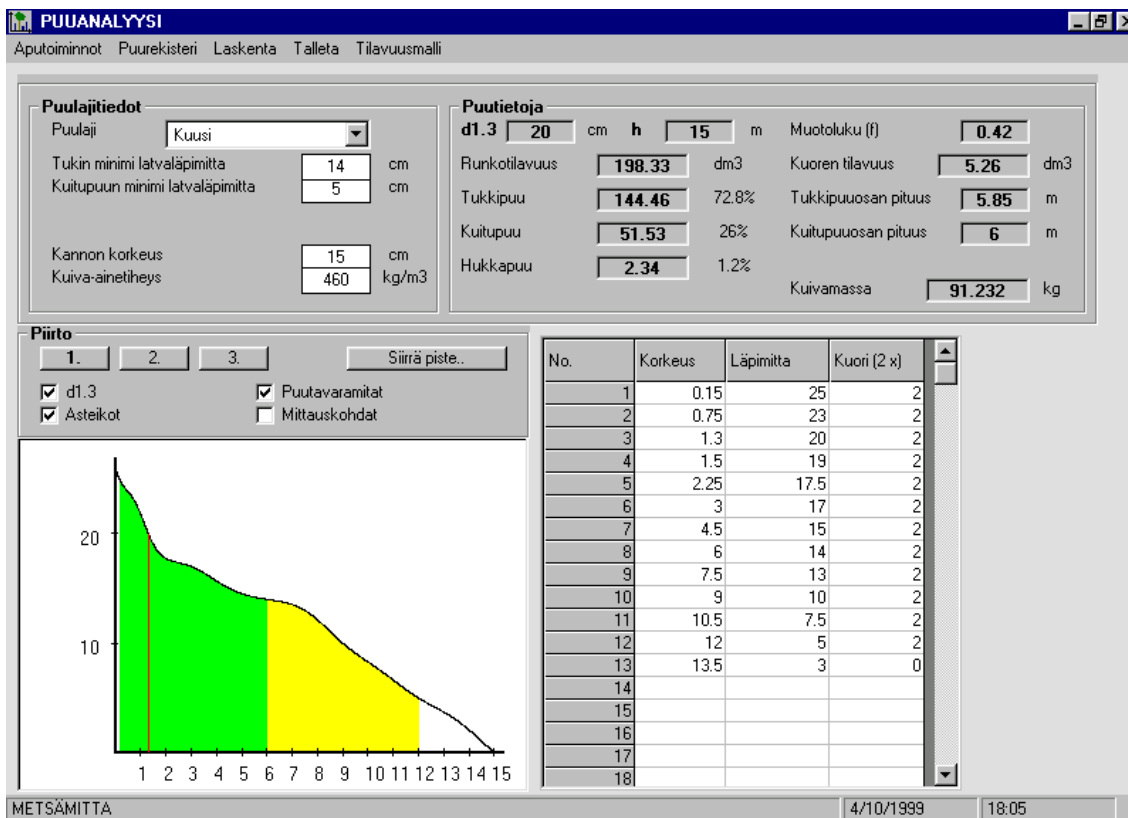 PUUANALYYSI
Aputoiminnot Puurekisteri Laskenta Talleta Tilavuusmalli
Puulajitiedot
Puulaji Kuusi
Tukin minimi latvaläpimitta 14 cm
Kuitupuun minimi latvaläpimitta 5 cm
Kannon korkeus 15 cm
Kuiva-ainetiheys 460 kg/m3
Puutietoja
d1.3 20 cm h 15 m Muotoluku (f) 0.42
Runkotilavuus 198.33 dm3 Kuoren tilavuus 5.26 dm3
Tukkipuu 144.46 72.8% Tukkipuuosan pituus 5.85 m
Kuitupuu 51.53 26% Kuitupuuosan pituus 6 m
Hukkapuu 2.34 1.2%
Kuivamassa 91.232 kg
Piirto
1. 2. 3. Siirrä piste..
d1.3 Puutavaramitat
Asteikot Mittauskohdat
20
10
1 2 3 4 5 6 7 8 9 10 11 12 13 14 15
No. Korkeus Läpimitta Kuori (2 x)
1 0.15 25 2
2 0.75 23 2
3 1.3 20 2
4 1.5 19 2
5 2.25 17.5 2
6 3 17 2
7 4.5 15 2
8 6 14 2
9 7.5 13 2
10 9 10 2
11 10.5 7.5 2
12 12 5 2
13 13.5 3 0
14
15
16
17
18
METSÄMITTA 4/10/1999 18:05